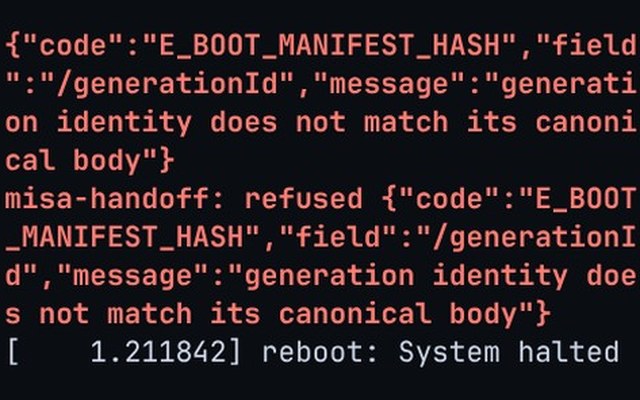 {"code":"E_BOOT_MANIFEST_HASH","field
":"/generationId","message":"generati
on identity does not match its canoni
cal body"}
misa-handoff: refused {"code":"E_BOOT
_MANIFEST_HASH","field":"/generationI
d","message":"generation identity doe
s not match its canonical body"}
[    1.211842] reboot: System halted